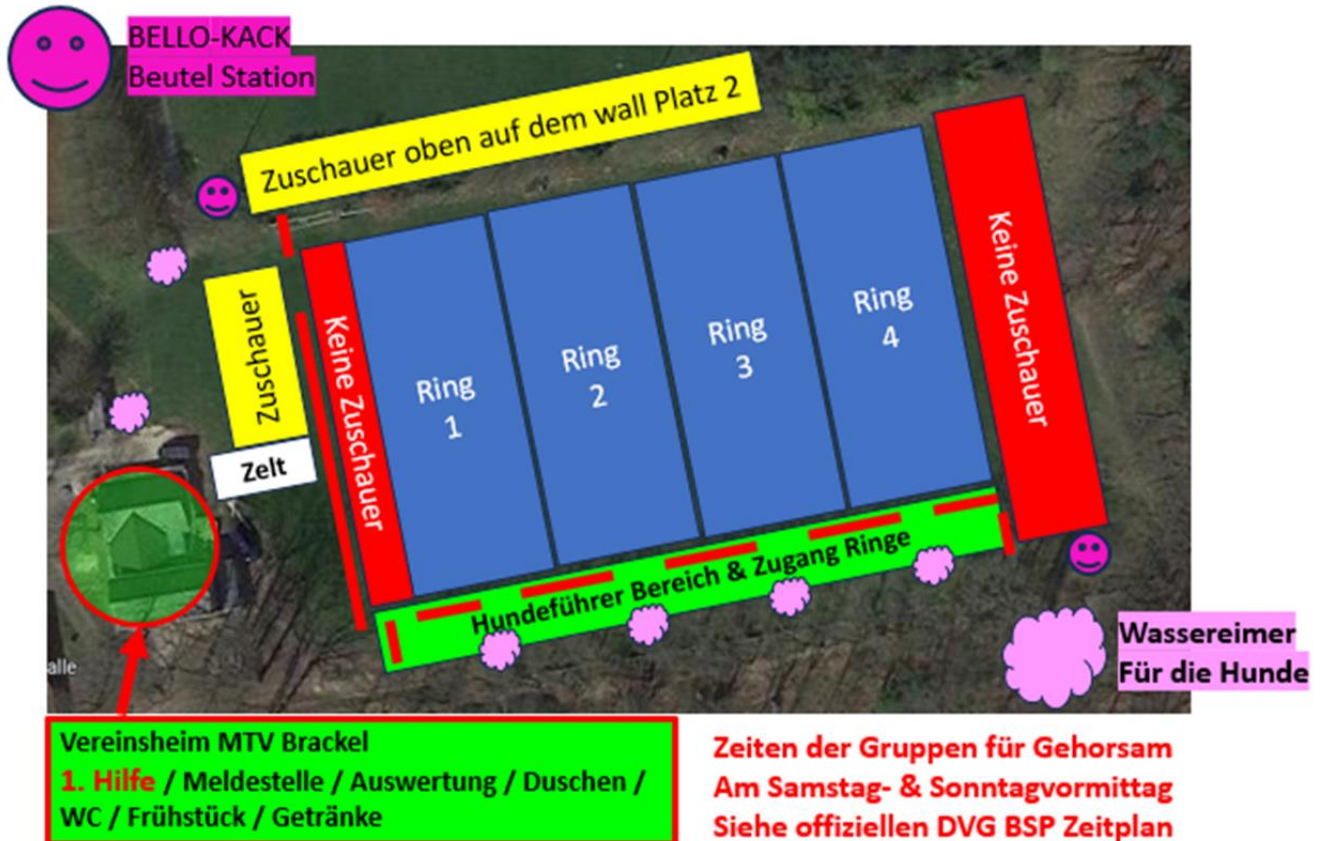 BELLO-KACK
Beutel Station
Zuschauer oben auf dem wall Platz 2
Zuschauer
Zelt
Keine Zuschauer
Ring
1
Ring
2
Ring
3
Ring
4
Keine Zuschauer
Hundeführer Bereich & Zugang Ringe
Wassereimer
Für die Hunde
alle
Vereinsheim MTV Brackel
1. Hilfe / Meldestelle / Auswertung / Duschen /
WC / Frühstück / Getränke
Zeiten der Gruppen für Gehorsam
Am Samstag- & Sonntagvormittag
Siehe offiziellen DVG BSP Zeitplan